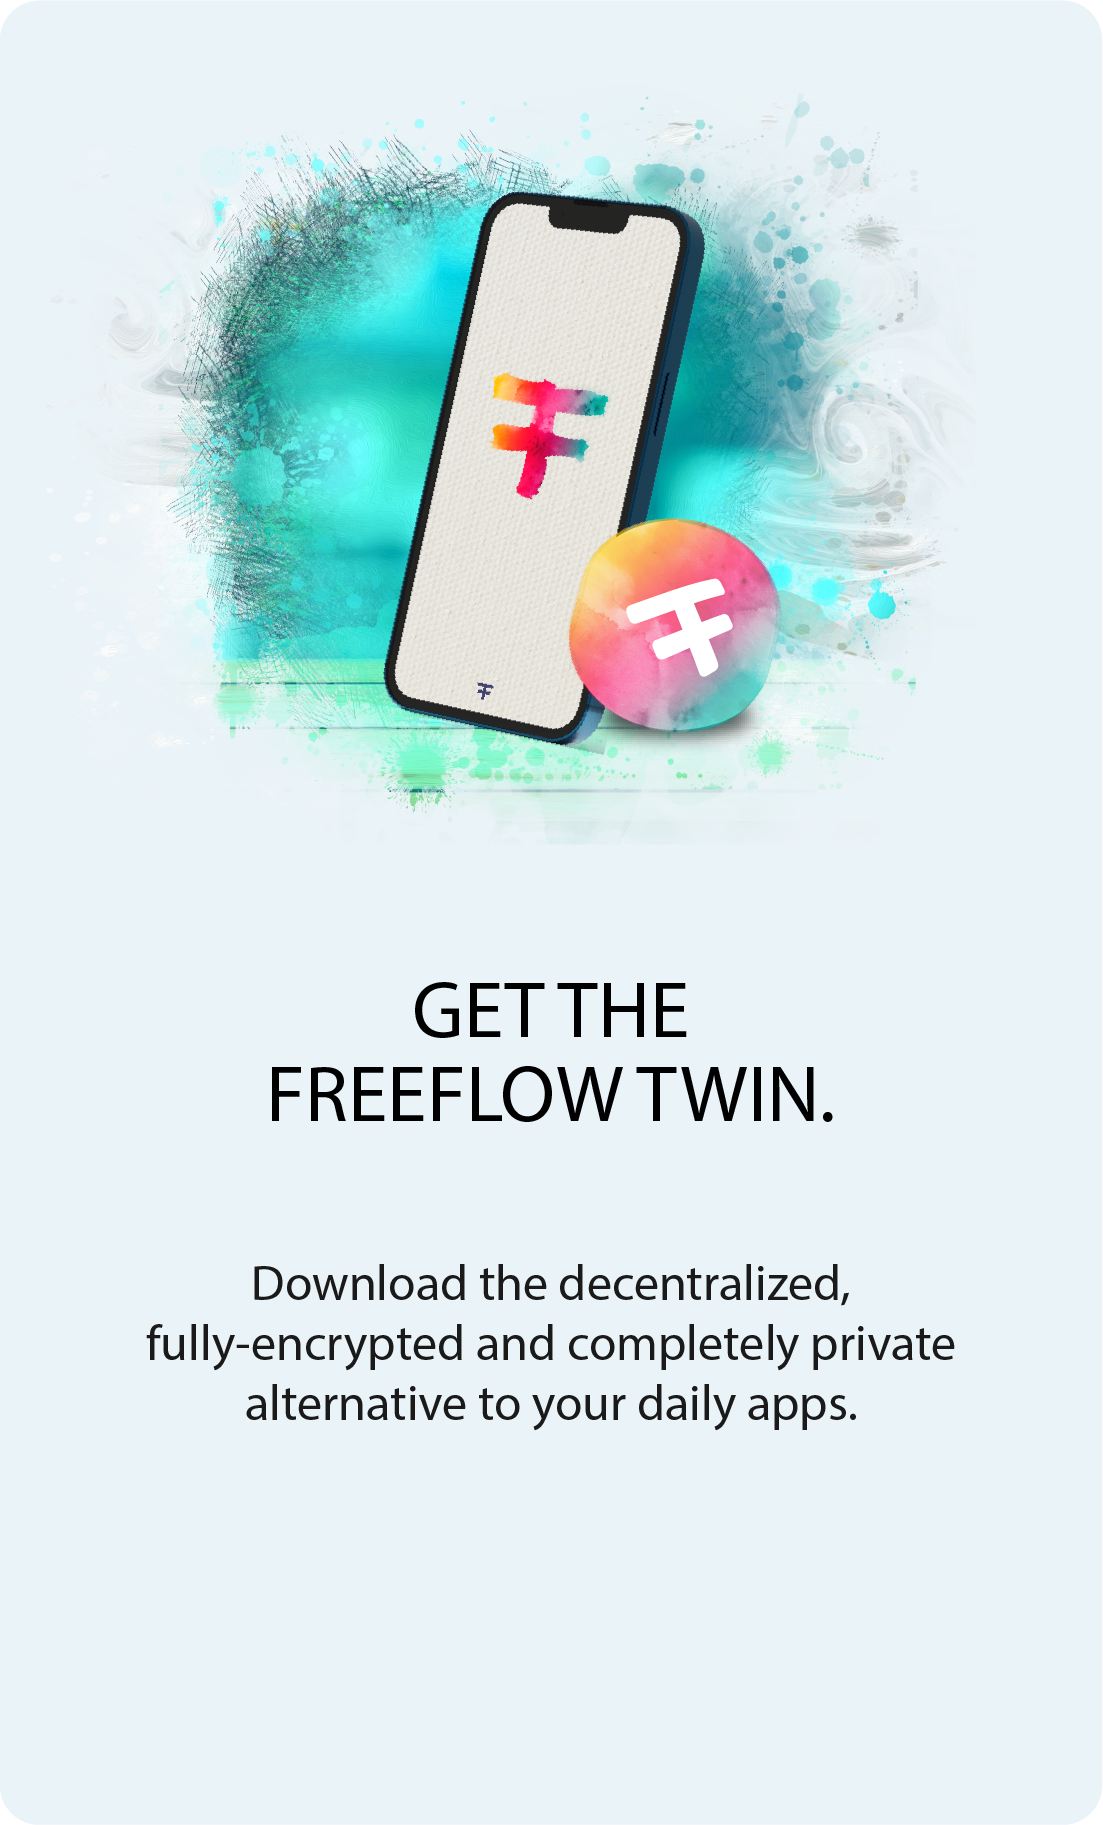 GET THE
FREEFLOW TWIN.
Download the decentralized,
fully-encrypted and completely private
alternative to your daily apps.